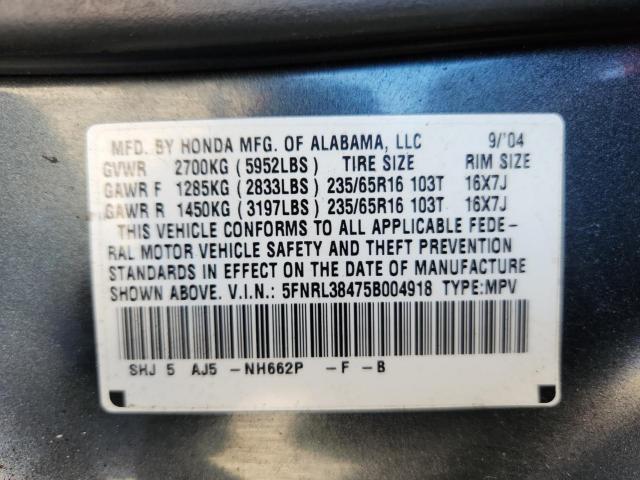 MFD. BY HONDA MFG. OF ALABAMA, LLC 9/'04
GVWR 2700KG (5952LBS) TIRE SIZE RIM SIZE
GAWR F 1285KG (2833LBS) 235/65R16 103T 16X7J
GAWR R 1450KG (3197LBS) 235/65R16 103T 16X7J
THIS VEHICLE CONFORMS TO ALL APPLICABLE FEDE-
RAL MOTOR VEHICLE SAFETY AND THEFT PREVENTION
STANDARDS IN EFFECT ON THE DATE OF MANUFACTURE
SHOWN ABOVE. V.I.N.: 5FNRL38475B004918 TYPE:MPV
SHJ 5 AJ5 -NH662P -F -B